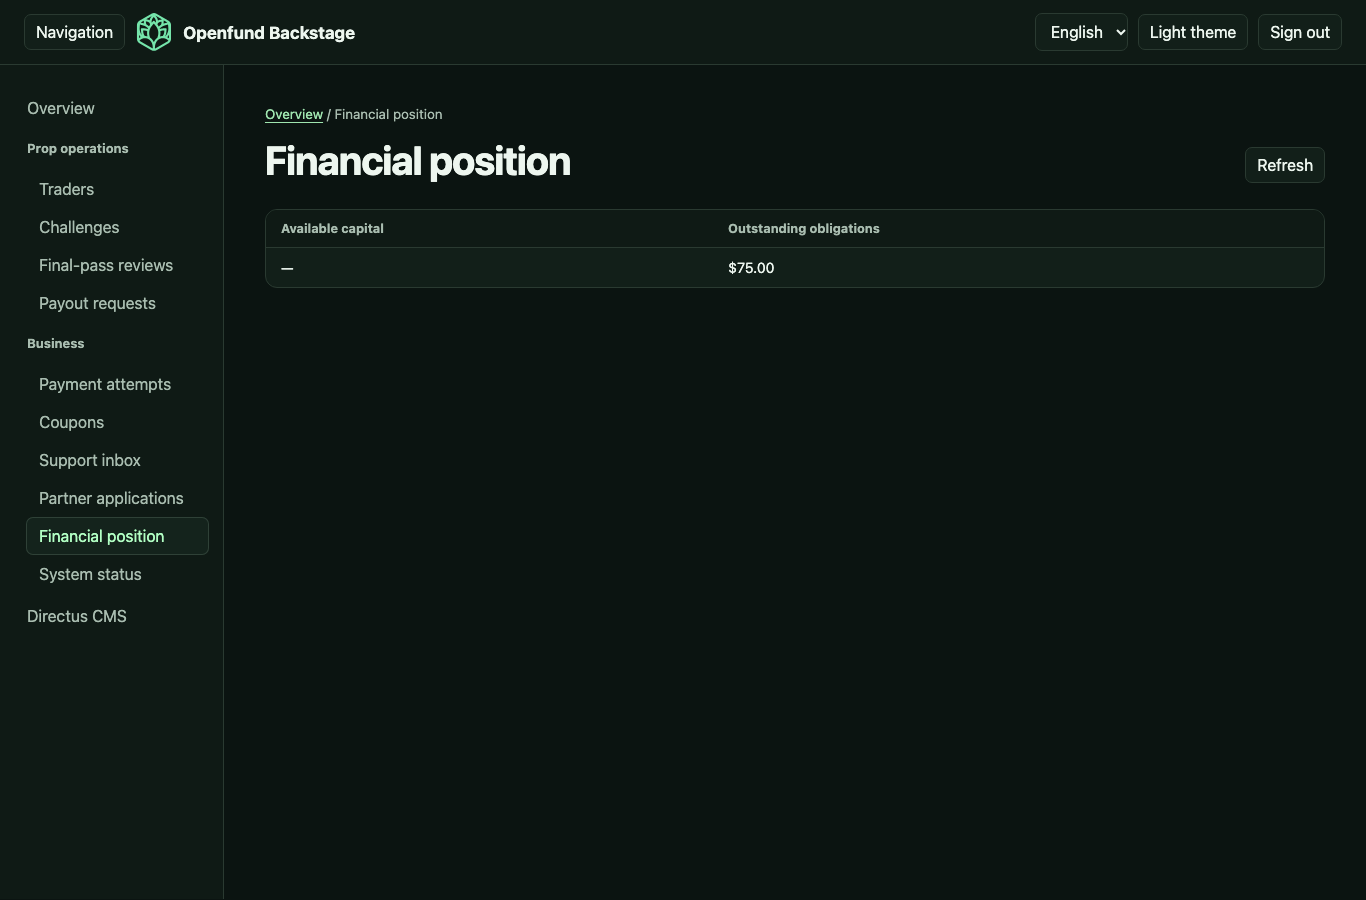 Navigation
Openfund Backstage
English
Light theme
Sign out
Overview
Prop operations
Traders
Challenges
Final-pass reviews
Payout requests
Business
Payment attempts
Coupons
Support inbox
Partner applications
Financial position
System status
Directus CMS
Overview / Financial position
Financial position
Refresh
Available capital
Outstanding obligations
—
$75.00